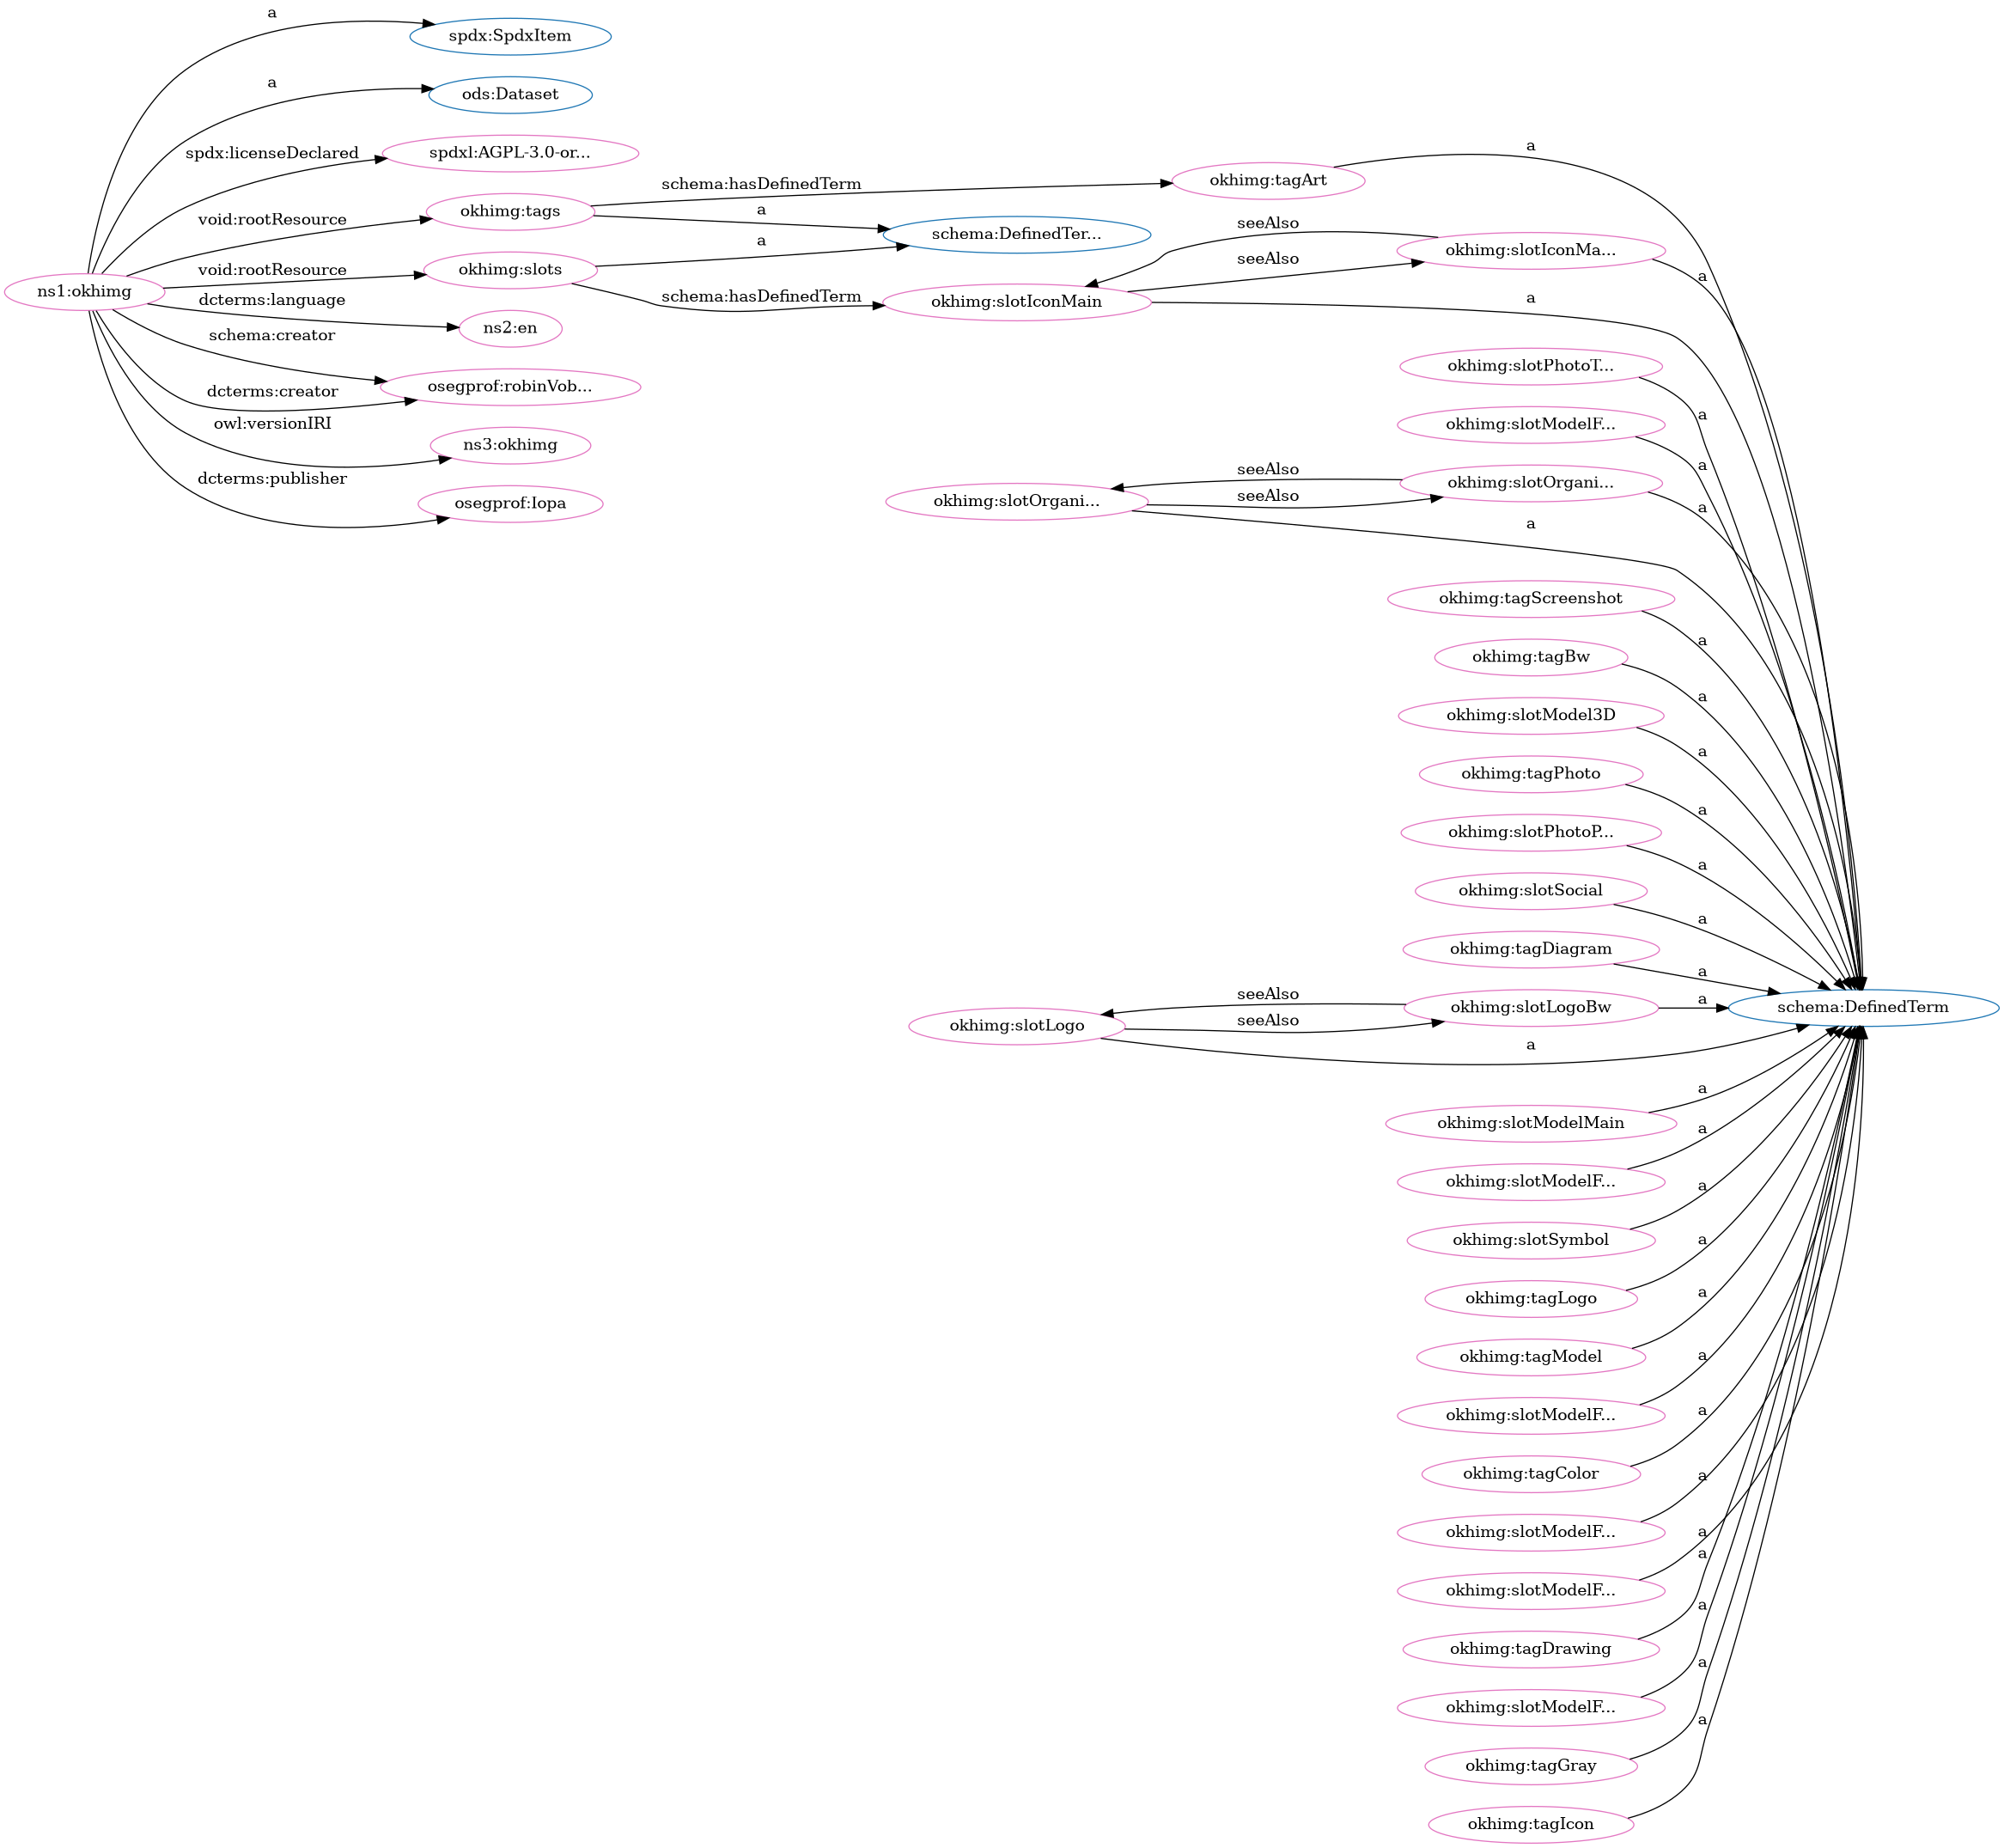 a
spdx:SpdxItem
a
ods:Dataset
spdx:licenseDeclared
spdxl:AGPL-3.0-or...
void:rootResource
okhimg:tags
schema:hasDefinedTerm
okhimg:tagArt
a
a
schema:DefinedTer...
ns1:okhimg
void:rootResource
okhimg:slots
a
schema:hasDefinedTerm
okhimg:slotIconMain
seeAlso
seeAlso
okhimg:slotIconMa...
a
a
dcterms:language
ns2:en
schema:creator
osegprof:robinVob...
dcterms:creator
owl:versionIRI
ns3:okhimg
dcterms:publisher
osegprof:Iopa
okhimg:slotPhotoT...
a
okhimg:slotModelF...
a
okhimg:slotOrgani...
seeAlso
seeAlso
okhimg:slotOrgani...
a
a
okhimg:tagScreenshot
a
okhimg:tagBw
a
okhimg:slotModel3D
a
okhimg:tagPhoto
a
okhimg:slotPhotoP...
a
okhimg:slotSocial
a
okhimg:tagDiagram
a
okhimg:slotLogo
seeAlso
seeAlso
okhimg:slotLogoBw
a
schema:DefinedTerm
a
okhimg:slotModelMain
a
okhimg:slotModelF...
a
okhimg:slotSymbol
a
okhimg:tagLogo
a
okhimg:tagModel
a
okhimg:slotModelF...
a
okhimg:tagColor
a
okhimg:slotModelF...
a
okhimg:slotModelF...
a
okhimg:tagDrawing
a
okhimg:slotModelF...
a
okhimg:tagGray
a
okhimg:tagIcon
a